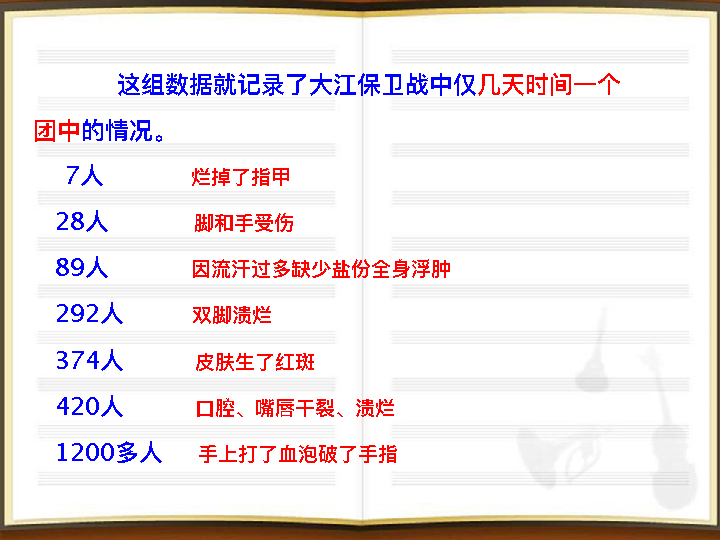 这组数据就记录了大江保卫战中仅几天时间一个
团中的情况。
7人 烂掉了指甲
28人 脚和手受伤
89人 因流汗过多缺少盐份全身浮肿
292人 双脚溃烂
374人 皮肤生了红斑
420人 口腔、嘴唇干裂、溃烂
1200多人 手上打了血泡破了手指